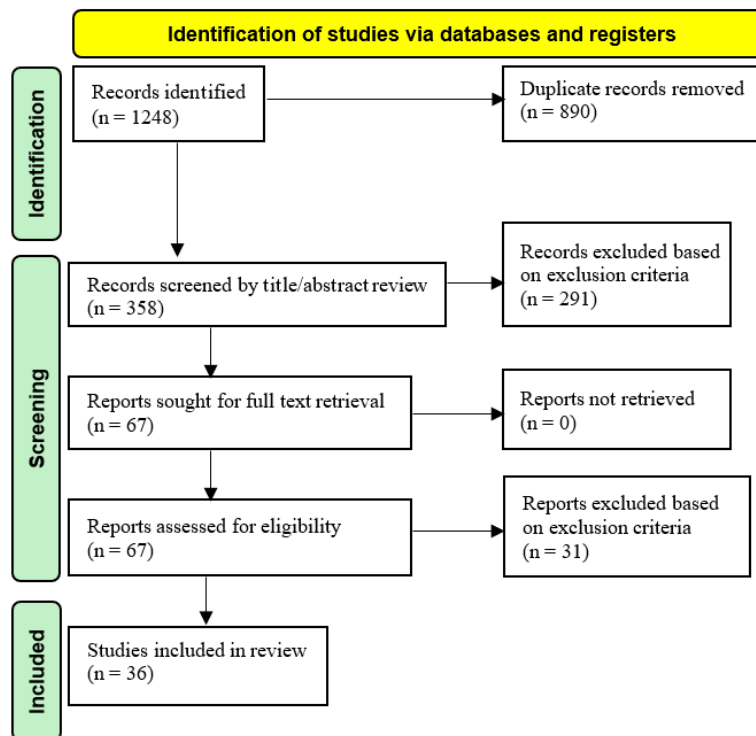 Identification of studies via databases and registers
Identification
Records identified
(n = 1248)
Duplicate records removed
(n = 890)
Screening
Records screened by title/abstract review
(n = 358)
Records excluded based
on exclusion criteria
(n = 291)
Reports sought for full text retrieval
(n = 67)
Reports not retrieved
(n = 0)
Reports assessed for eligibility
(n = 67)
Reports excluded based
on exclusion criteria
(n = 31)
Included
Studies included in review
(n = 36)